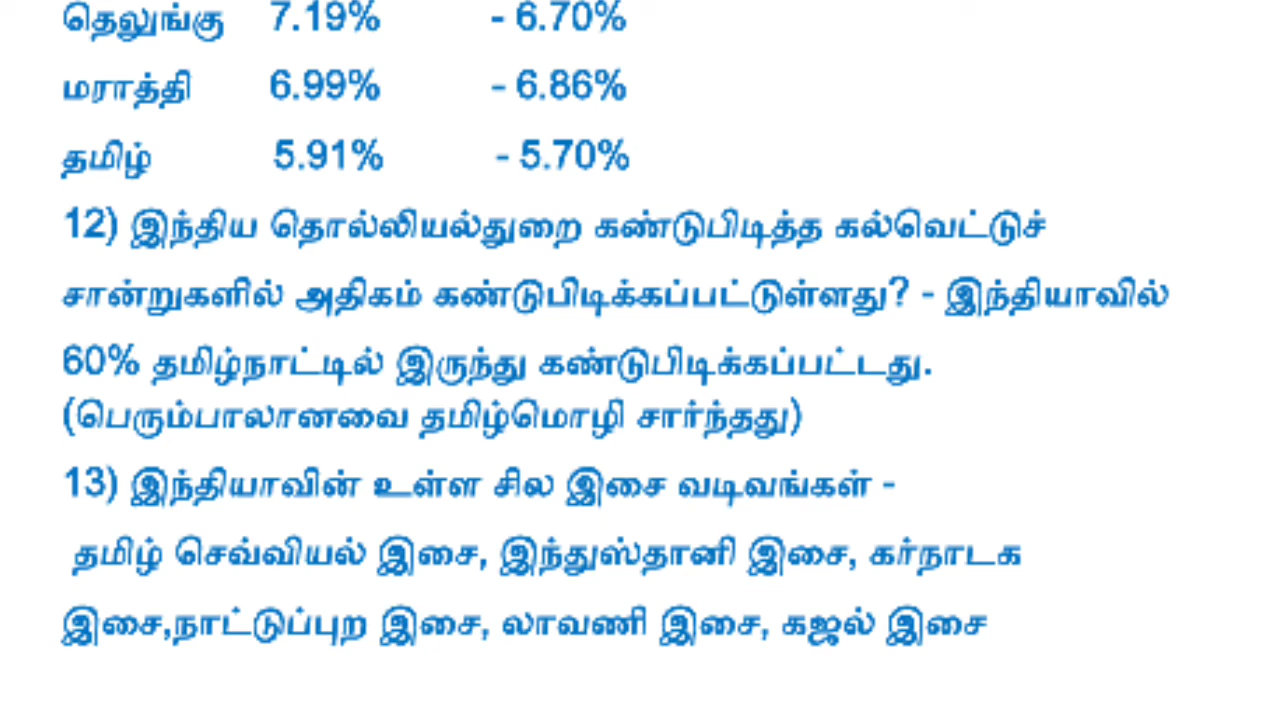 தெலுங்கு 7.19% - 6.70%
மராத்தி 6.99% - 6.86%
தமிழ் 5.91% - 5.70%
12) இந்திய தொல்லியல்துறை கண்டுபிடித்த கல்வெட்டுச்
சான்றுகளில் அதிகம் கண்டுபிடிக்கப்பட்டுள்ளது? - இந்தியாவில்
60% தமிழ்நாட்டில் இருந்து கண்டுபிடிக்கப்பட்டது.
(பெரும்பாலானவை தமிழ்மொழி சார்ந்தது)
13) இந்தியாவின் உள்ள சில இசை வடிவங்கள் -
தமிழ் செவ்வியல் இசை, இந்துஸ்தானி இசை, கர்நாடக
இசை,நாட்டுப்புற இசை, லாவணி இசை, கஜல் இசை